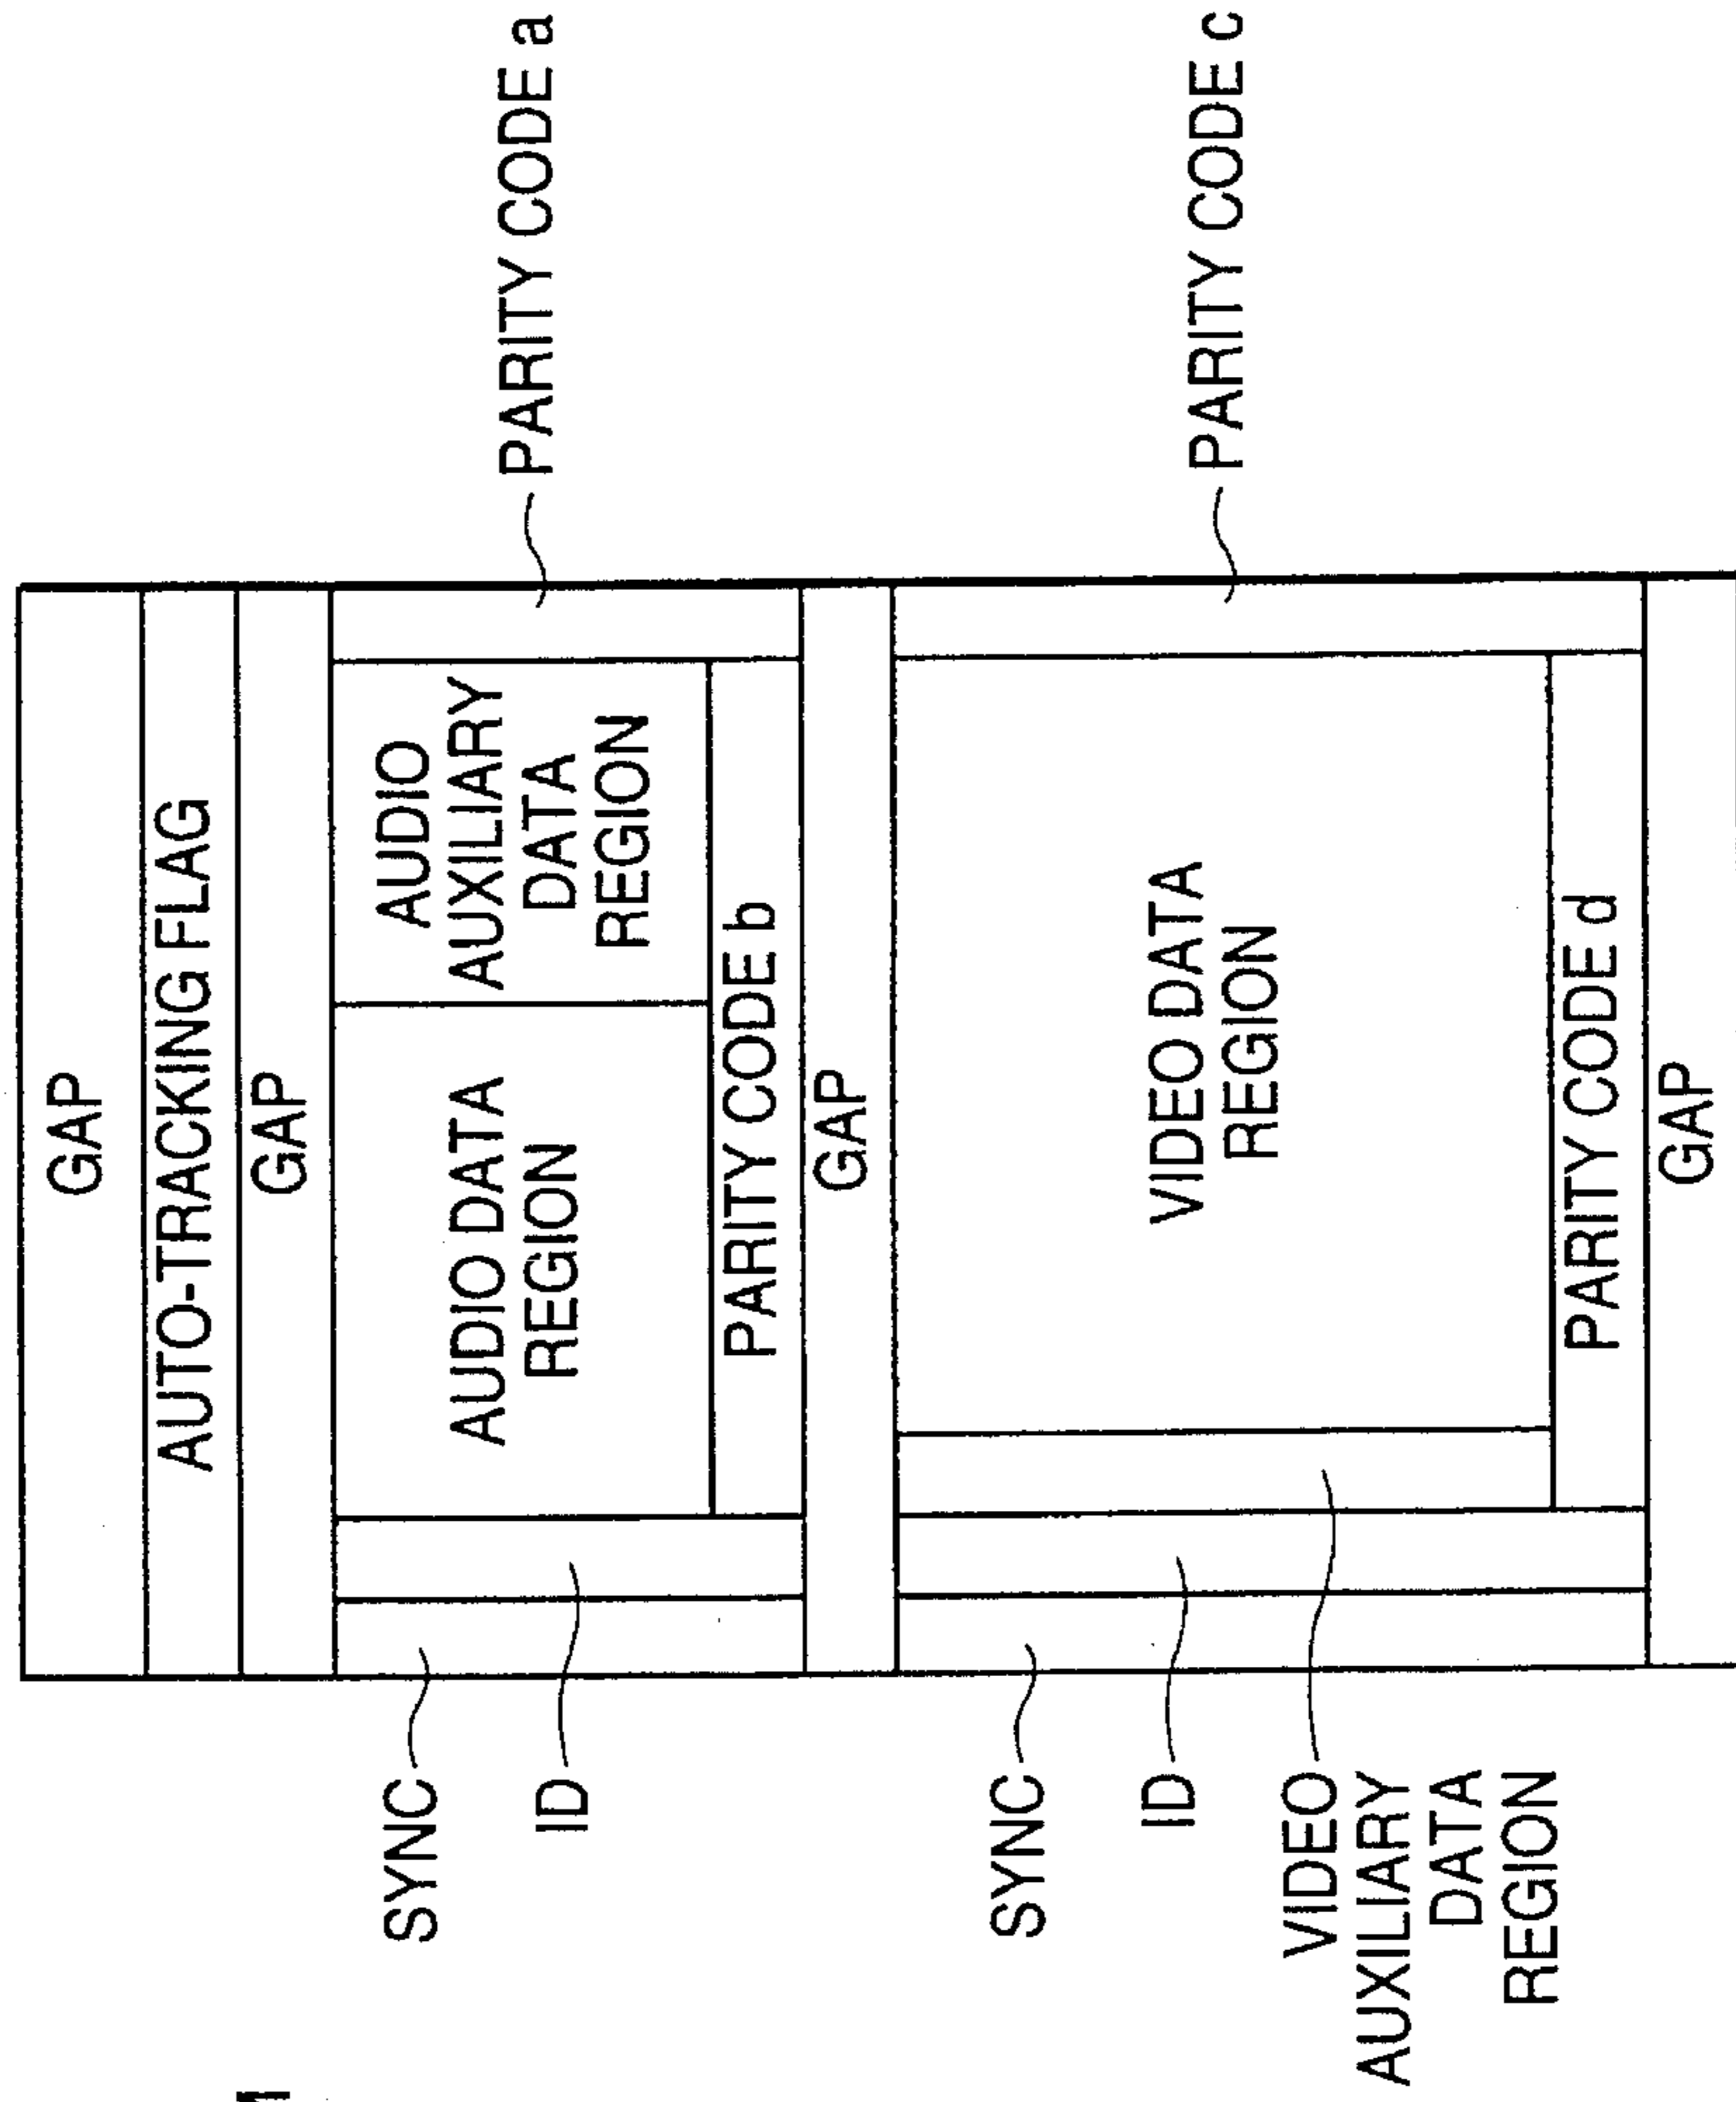 GAP
AUTO-TRACKING FLAG
GAP
SYNC
ID
AUDIO DATA
REGION
AUDIO
AUXILIARY
DATA
REGION
PARITY CODE a
PARITY CODE b
GAP
SYNC
ID
VIDEO
AUXILIARY
DATA
REGION
VIDEO DATA
REGION
PARITY CODE c
PARITY CODE d
GAP